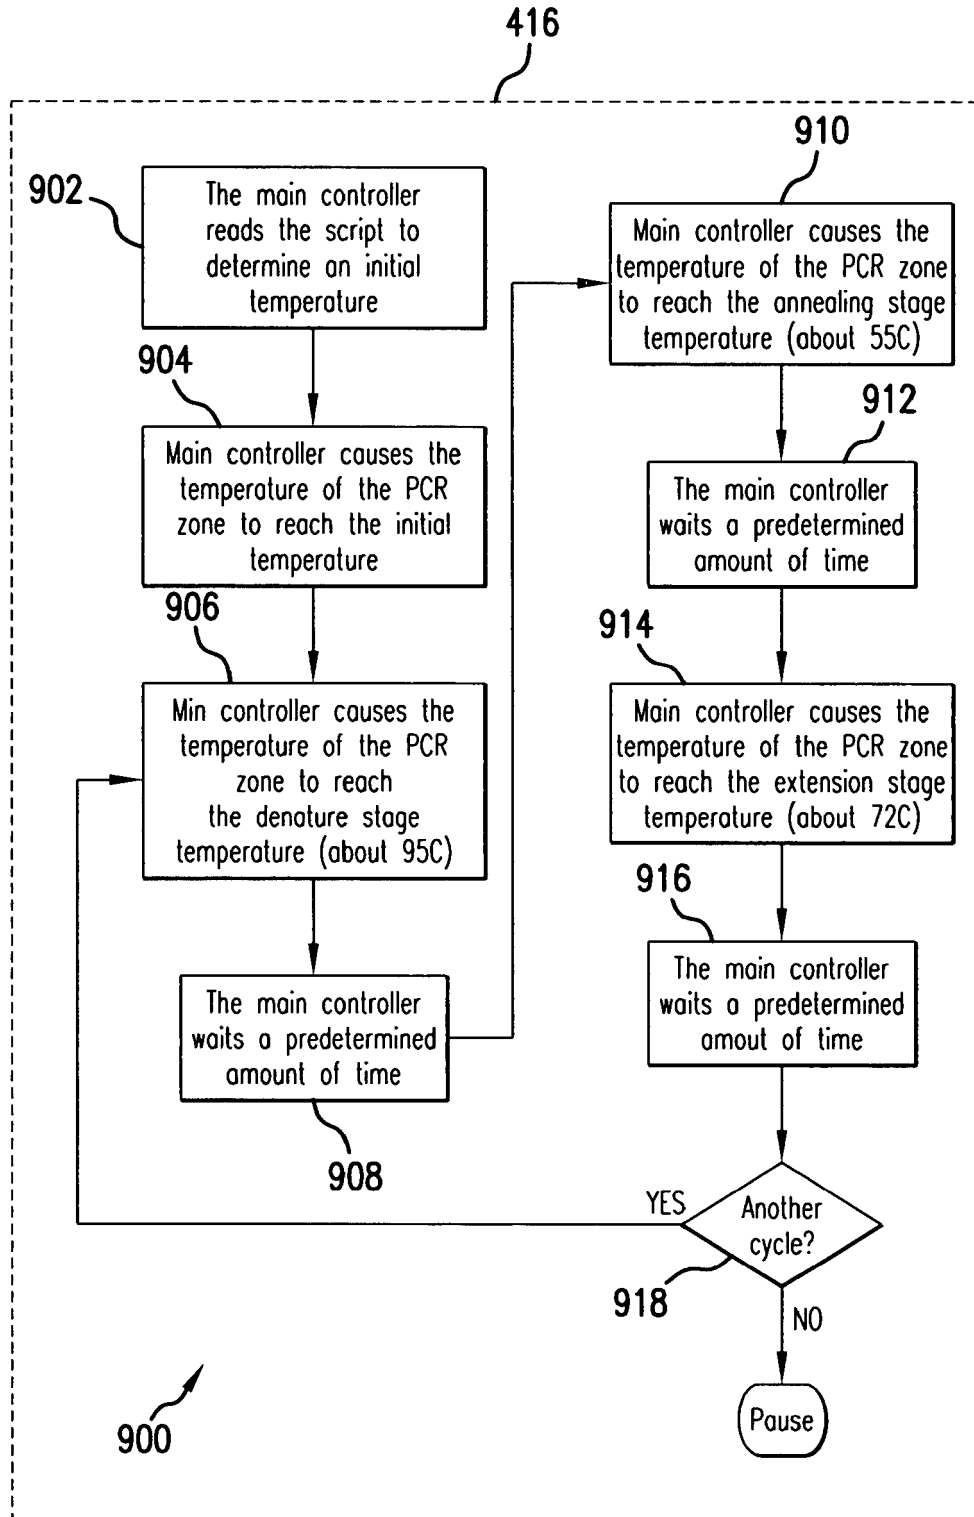 416
902
The main controller
reads the script to
determine an initial
temperature
904
Main controller causes the
temperature of the PCR
zone to reach the initial
temperature
906
Min controller causes the
temperature of the PCR
zone to reach
the denature stage
temperature (about 95C)
The main controller
waits a predetermined
amount of time
908
910
Main controller causes the
temperature of the PCR zone
to reach the annealing stage
temperature (about 55C)
912
The main controller
waits a predetermined
amount of time
914
Main controller causes the
temperature of the PCR zone
to reach the extension stage
temperature (about 72C)
916
The main controller
waits a predetermined
amout of time
YES
Another
cycle?
918
NO
Pause
900